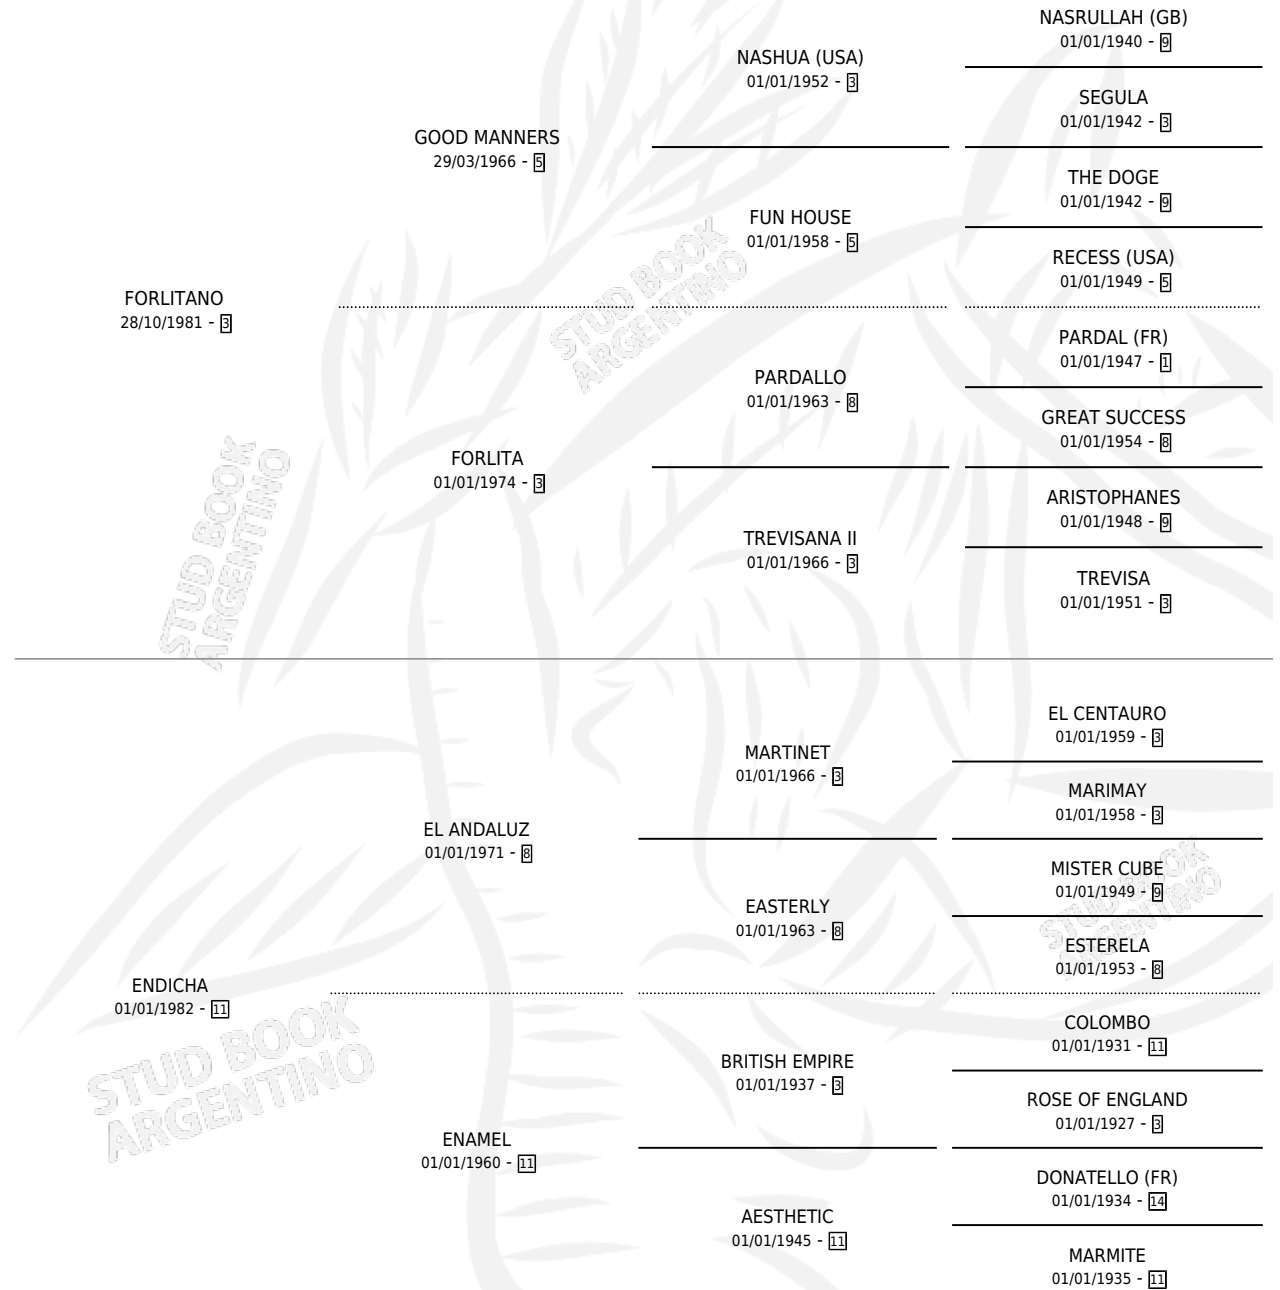 NASRULLAH (GB)
01/01/1940 - 9
NASHUA (USA)
01/01/1952 - 3
SEGULA
01/01/1942 - 3
GOOD MANNERS
29/03/1966 - 5
THE DOGE
01/01/1942 - 9
FUN HOUSE
01/01/1958 - 5
RECESS (USA)
01/01/1949 - 5
FORLITANO
28/10/1981 - 3
PARDAL (FR)
01/01/1947 - 1
PARDALLO
01/01/1963 - 8
GREAT SUCCESS
01/01/1954 - 8
FORLITA
01/01/1974 - 3
ARISTOPHANES
01/01/1948 - 9
TREVISANA II
01/01/1966 - 3
TREVISA
01/01/1951 - 3
EL CENTAURO
01/01/1959 - 3
MARTINET
01/01/1966 - 3
MARIMAY
01/01/1958 - 3
EL ANDALUZ
01/01/1971 - 8
MISTER CUBE
01/01/1949 - 9
EASTERLY
01/01/1963 - 8
ESTERELA
01/01/1953 - 8
ENDICHA
01/01/1982 - 11
COLOMBO
01/01/1931 - 11
BRITISH EMPIRE
01/01/1937 - 3
ROSE OF ENGLAND
01/01/1927 - 3
ENAMEL
01/01/1960 - 11
DONATELLO (FR)
01/01/1934 - 14
AESTHETIC
01/01/1945 - 11
MARMITE
01/01/1935 - 11
STUD BOOK
ARGENTINO
STUD BOOK
ARGENTINO
STUD BOOK
ARGENTINO
STUD BOOK
ARGENTINO